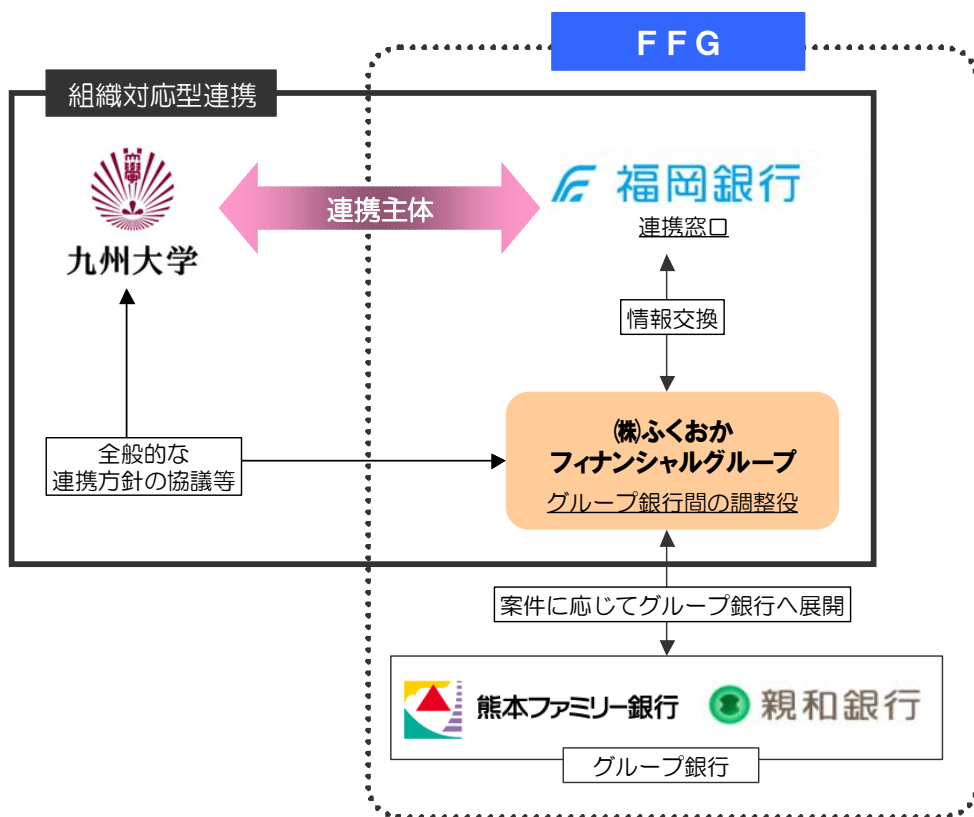 ＦＦＧ
組織対応型連携
九州大学
連携主体
福岡銀行
連携窓口
情報交換
全般的な
連携方針の協議等
㈱ふくおか
フィナンシャルグループ
グループ銀行間の調整役
案件に応じてグループ銀行へ展開
熊本ファミリー銀行
親和銀行
グループ銀行